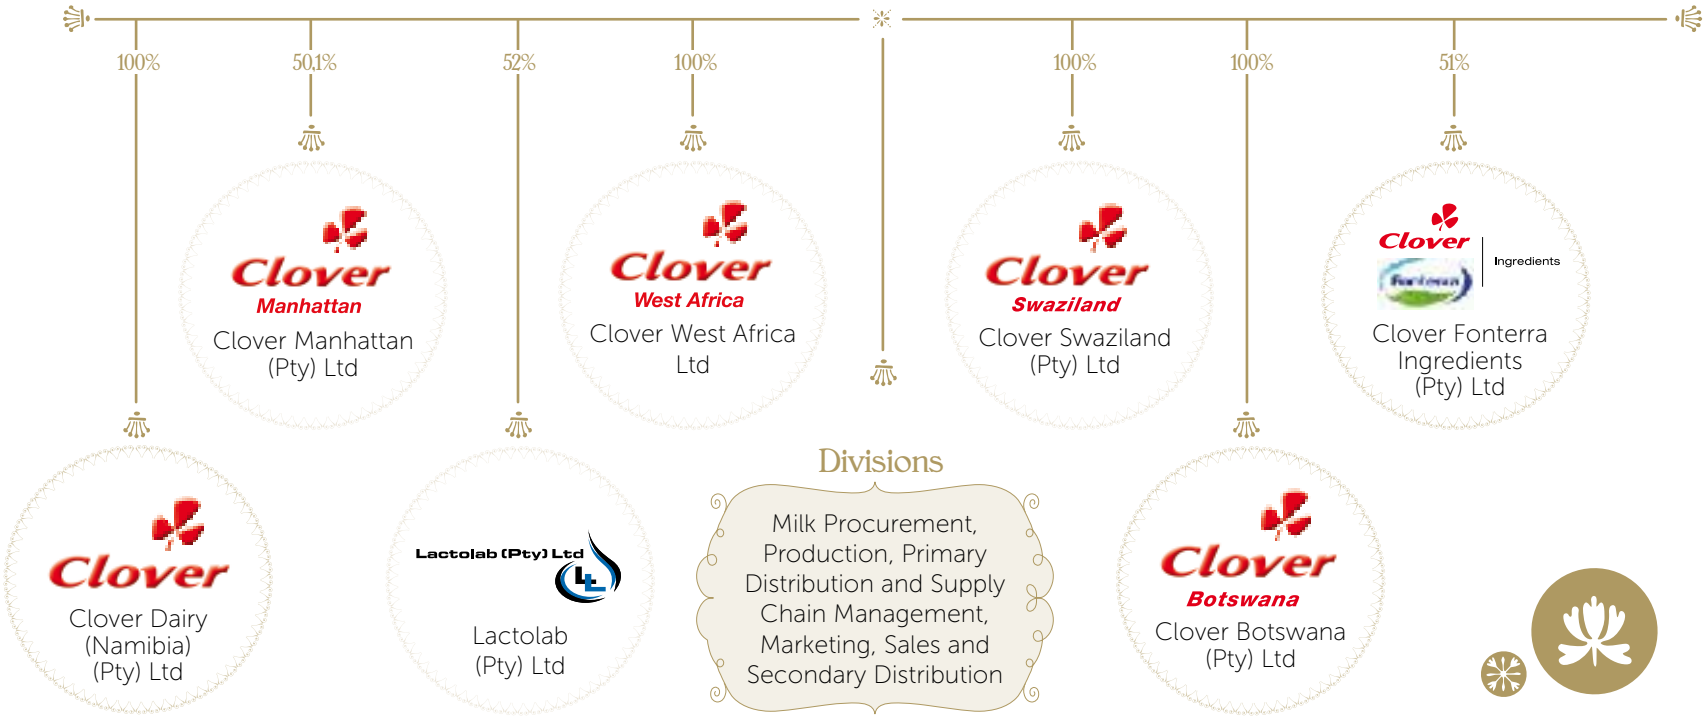 100%
50,1%
52%
100%
100%
100%
51%
Clover
Manhattan
Clover Manhattan
(Pty) Ltd
Clover
West Africa
Clover West Africa
Ltd
Clover
Swaziland
Clover Swaziland
(Pty) Ltd
Clover
Fonterra
Ingredients
Clover Fonterra
Ingredients
(Pty) Ltd
Clover
Clover Dairy
(Namibia)
(Pty) Ltd
Lactolab (Pty) Ltd
LL
Lactolab
(Pty) Ltd
Divisions
Milk Procurement,
Production, Primary
Distribution and Supply
Chain Management,
Marketing, Sales and
Secondary Distribution
Clover
Botswana
Clover Botswana
(Pty) Ltd